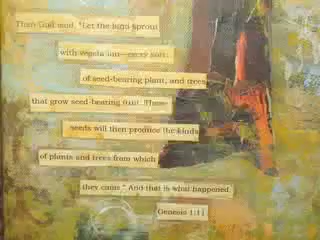 Then God said, "Let the land sprout
with vegetation—every sort
of seed-bearing plant, and trees
that grow seed-bearing fruit. These
seeds will then produce the kinds
of plants and trees from which
they came." And that is what happened.
Genesis 1:11